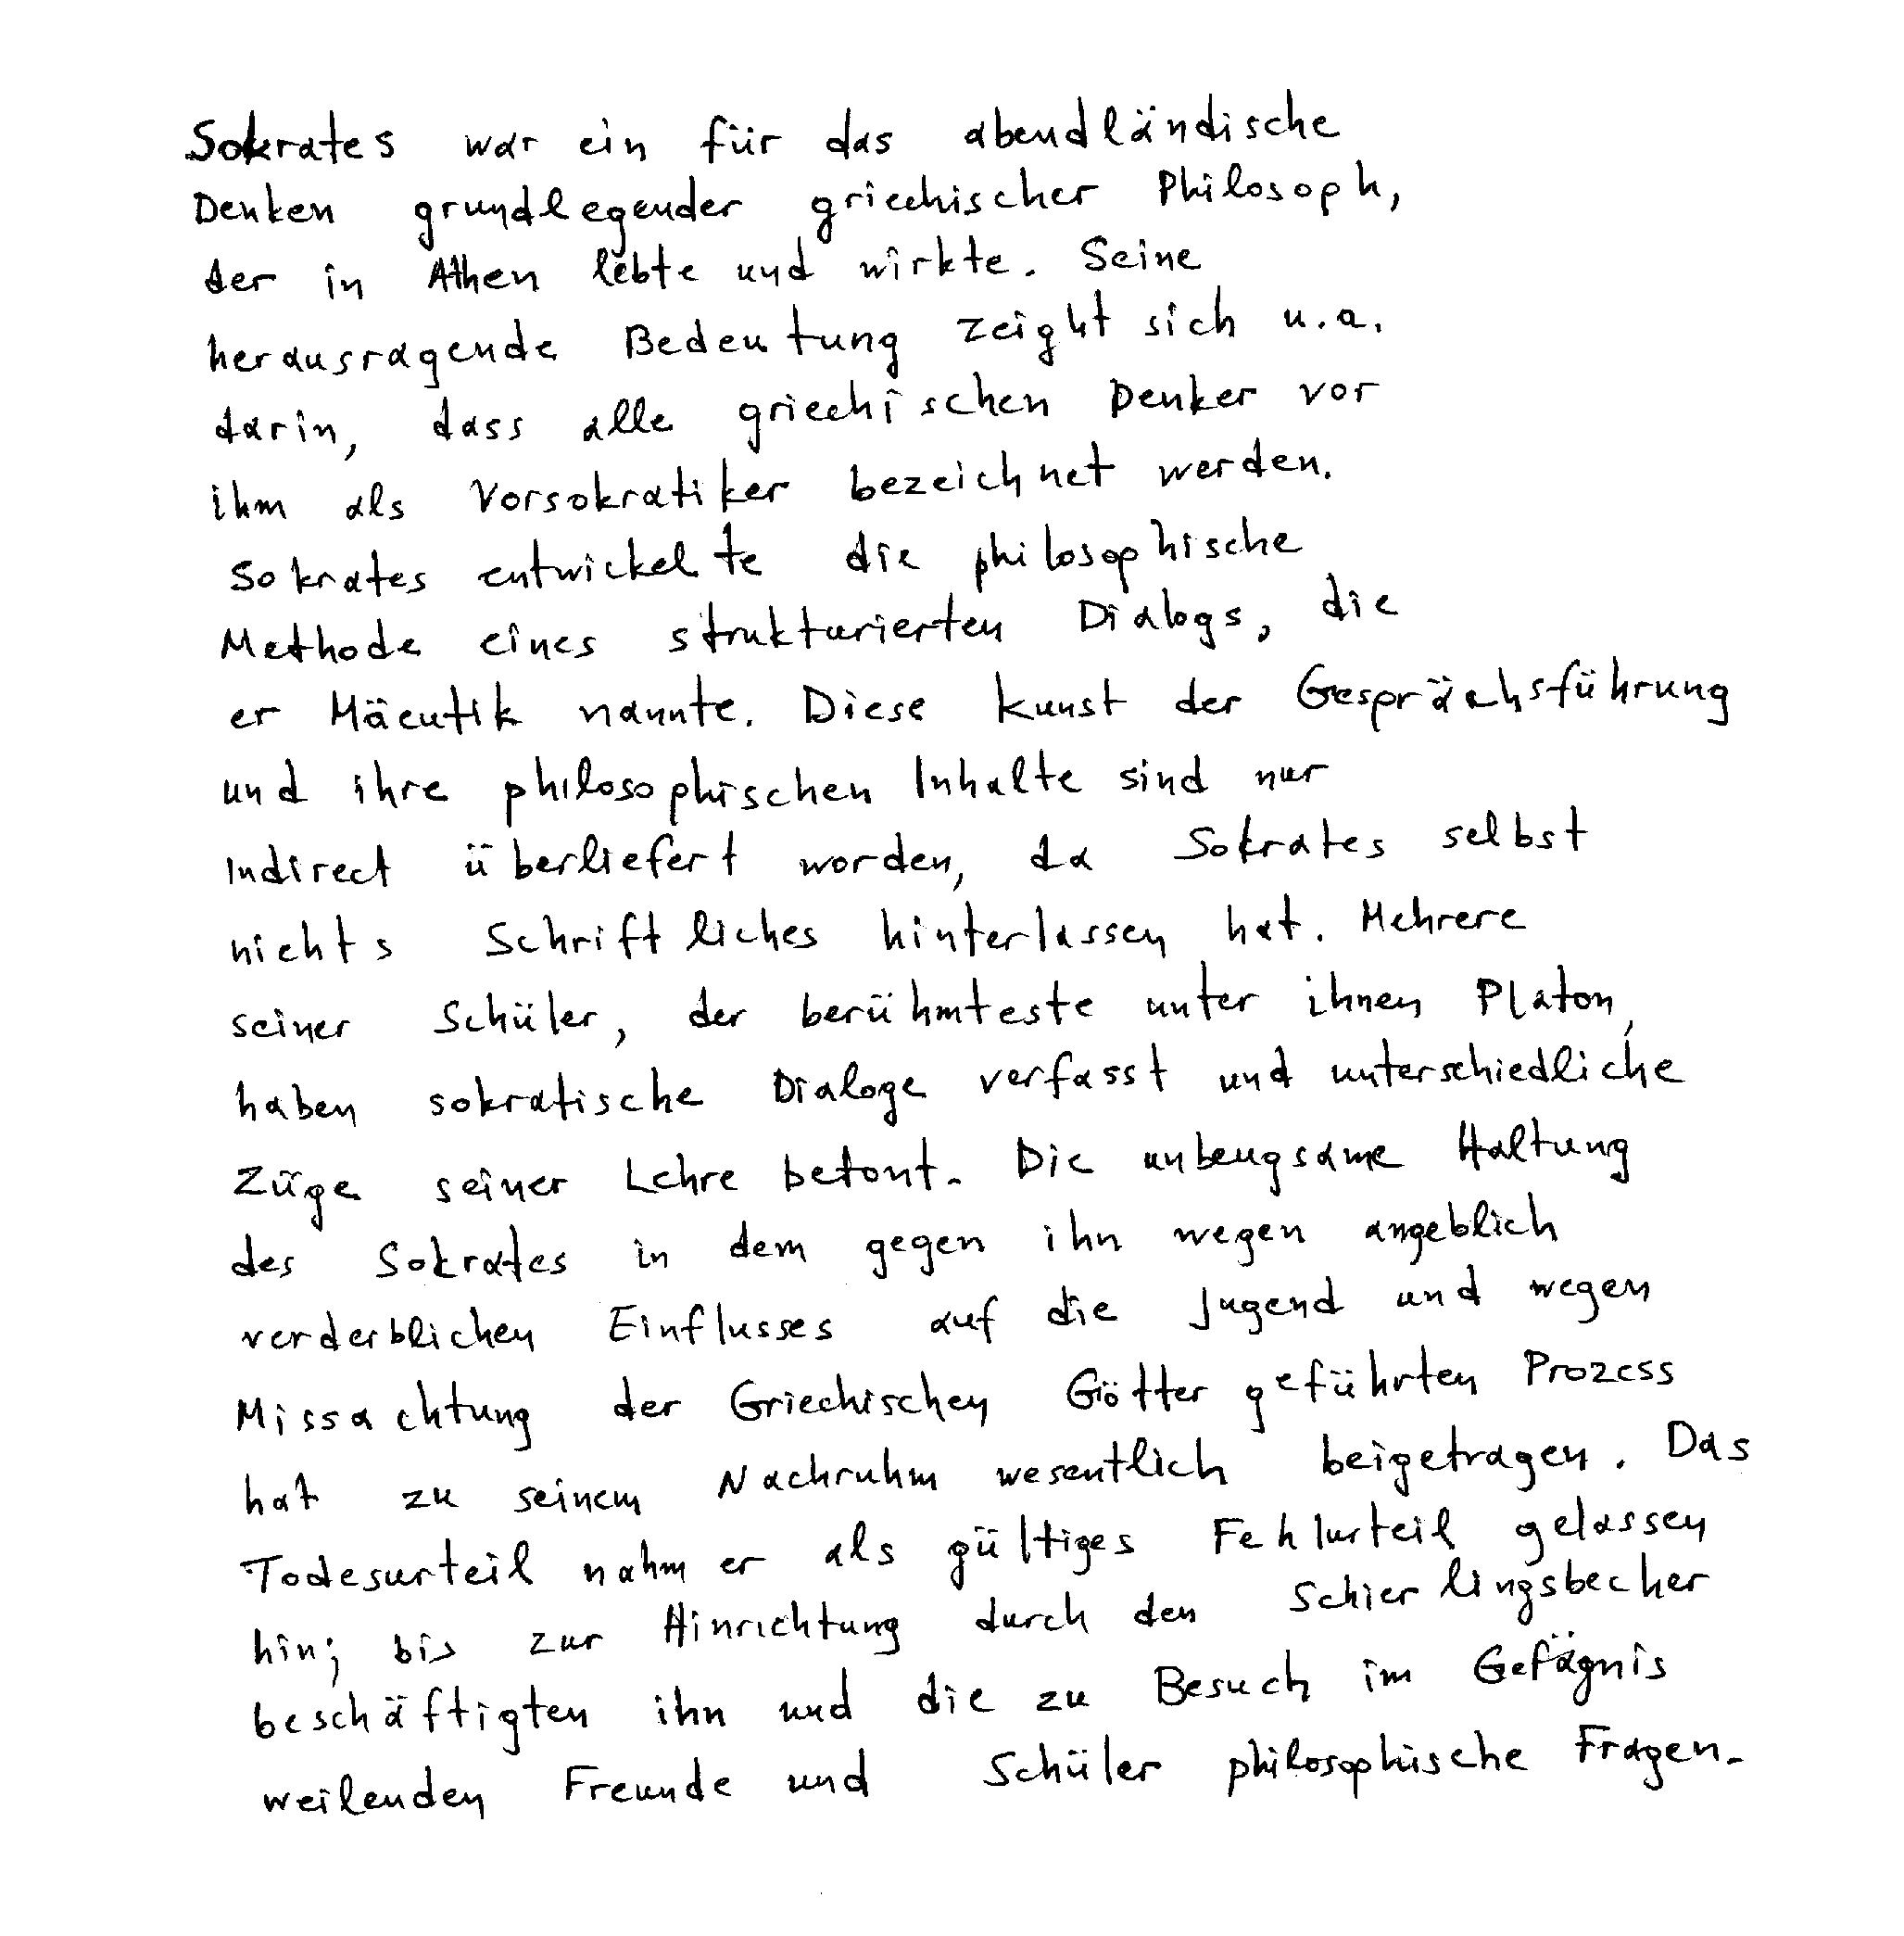 Sokrates war ein für das abendländische
Denken grundlegender griechischer Philosoph,
der in Athen lebte und wirkte. Seine
herausragende Bedeutung zeight sich u.a.
darin, dass alle griechischen Denker vor
ihm als Vorsokratiker bezeichnet werden.
Sokrates entwickelte die philosophische
Methode eines strukturierten Dialogs, die
er Mäeutik nannte. Diese Kunst der Gesprächsführung
und ihre philosophischen Inhalte sind nur
Indirect überliefert worden, da Sokrates selbst
nichts Schriftliches hinterlassen hat. Mehrere
seiner Schüler, der berühmteste unter ihnen Platon,
haben sokratische Dialoge verfasst und unterschiedliche
Züge seiner Lehre betont. Die unbeugsame Haltung
des Sokrates in dem gegen ihn wegen angeblich
verderblichen Einflusses auf die Jugend und wegen
Missachtung der Griechischen Götter geführten Prozess
hat zu seinem Nachruhm wesentlich beigetragen. Das
Todesurteil nahm er als gültiges Fehlurteil gelassen
hin; bis zur Hinrichtung durch den Schierlingsbecher
beschäftigten ihn und die zu Besuch im Gefägnis
weilenden Freunde und Schüler philosophische Fragen.